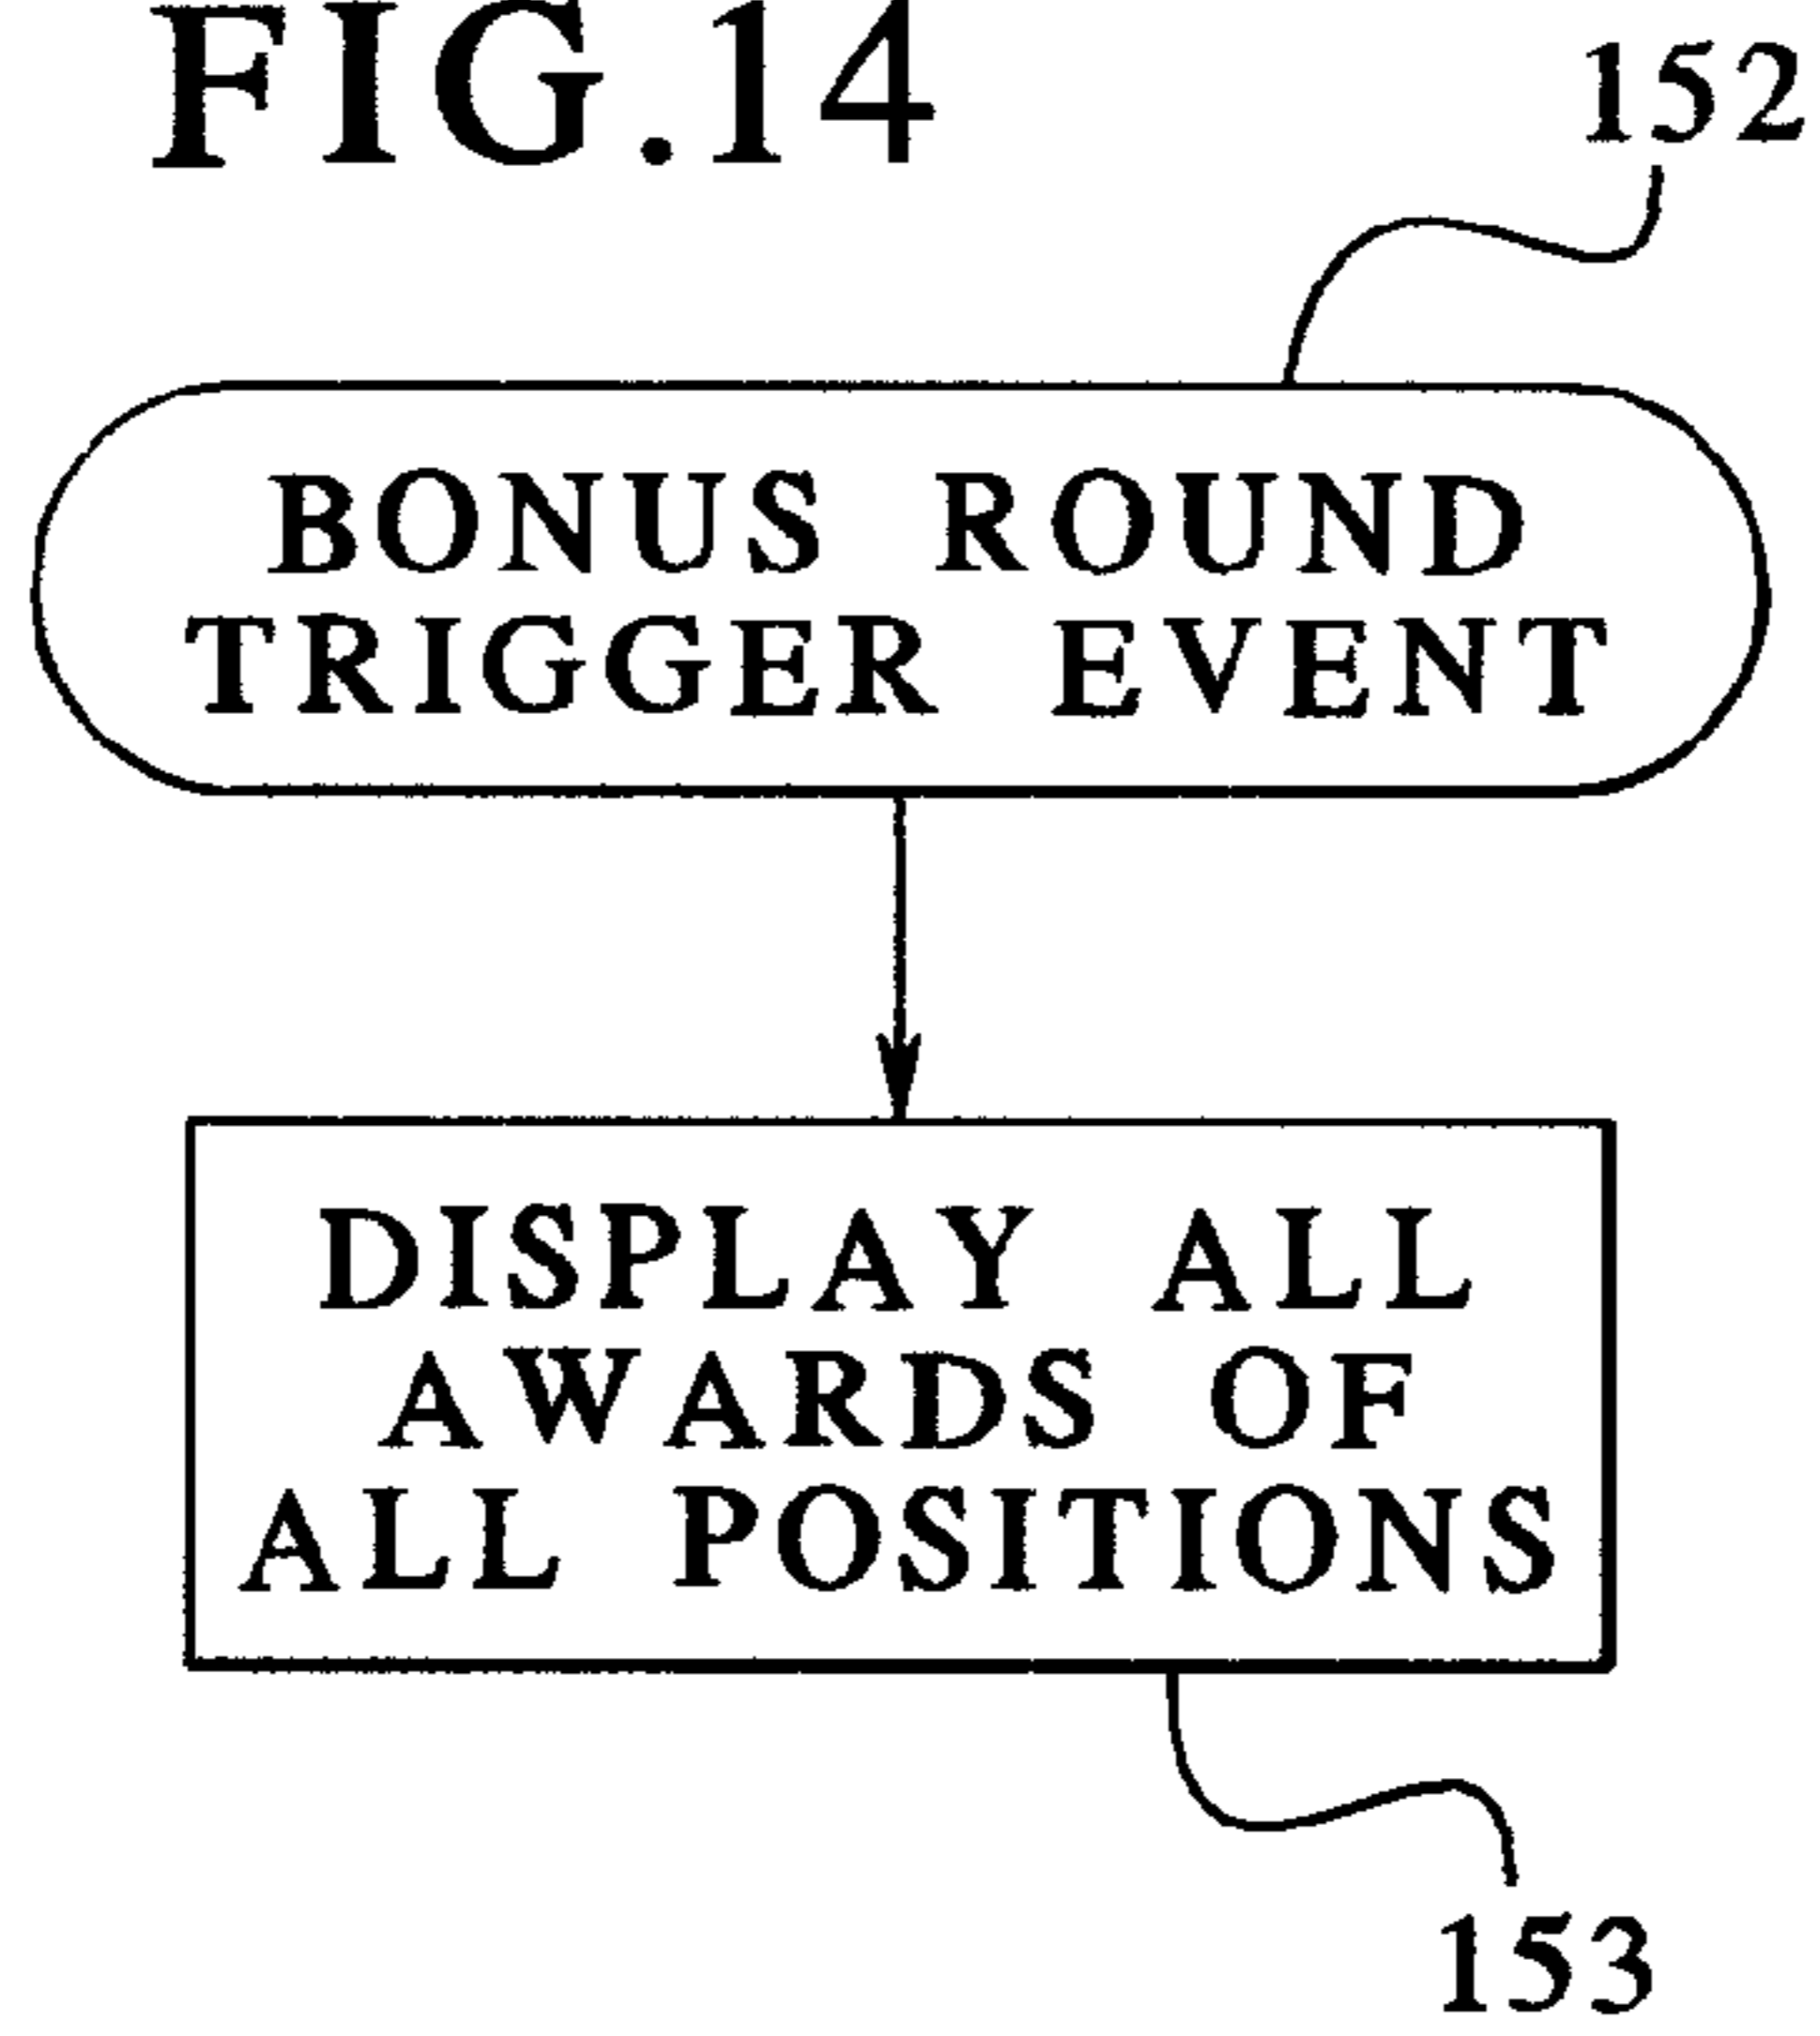 FIG.14
152
BONUS ROUND
TRIGGER EVENT
DISPLAY ALL
AWARDS OF
ALL POSITIONS
153